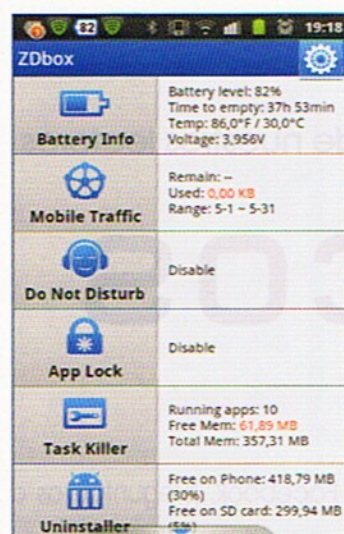 82 19:18
ZDbox
Battery Info
Battery level: 82%
Time to empty: 37h 53min
Temp: 86,0°F / 30,0°C
Voltage: 3,956V
Mobile Traffic
Remain: --
Used: 0,00 KB
Range: 5-1 ~ 5-31
Do Not Disturb
Disable
App Lock
Disable
Task Killer
Running apps: 10
Free Mem: 61,89 MB
Total Mem: 357,31 MB
Uninstaller
Free on Phone: 418,79 MB
(30%)
Free on SD card: 299,94 MB
(5%)